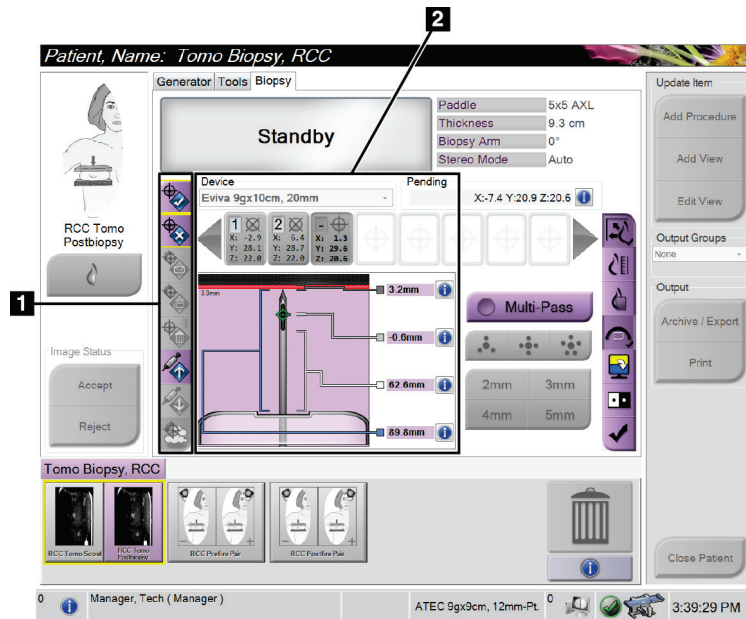 2
Patient, Name: Tomo Biopsy, RCC
Generator Tools Biopsy
Update Item
Standby
Paddle 5x5 AXL
Thickness 9.3 cm
Biopsy Arm 0°
Stereo Mode Auto
Add Procedure
Add View
Edit View
Device
Pending
Eviva 9gx10cm, 20mm
X:-7.4 Y:20.9 Z:20.6
RCC Tomo
Postbiopsy
1 X: -2.9 Y: 28.1 Z: 22.0
2 X: 6.4 Y: 28.7 Z: 22.0
- X: 1.3 Y: 29.6 Z: 20.6
Output Groups
None
1
3.0mm
3.2mm
-0.6mm
62.6mm
89.8mm
Multi-Pass
2mm 3mm
4mm 5mm
Output
Archive / Export
Print
Image Status
Accept
Reject
Tomo Biopsy, RCC
RCC Tomo Scout
RCC Tomo
Postbiopsy
RCC Prefire Pair
RCC Postfire Pair
Close Patient
0
Manager, Tech ( Manager )
ATEC 9gx9cm, 12mm-Pt.
0
3:39:29 PM